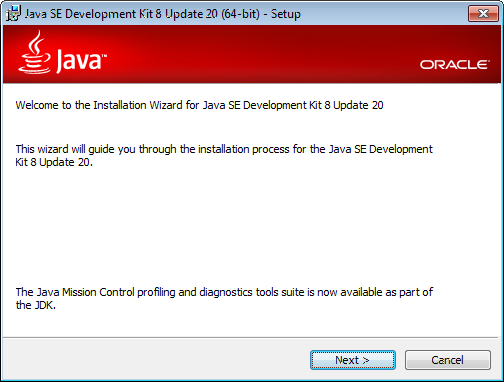 Java SE Development Kit 8 Update 20 (64-bit) - Setup
Java™
ORACLE®
Welcome to the Installation Wizard for Java SE Development Kit 8 Update 20
This wizard will guide you through the installation process for the Java SE Development
Kit 8 Update 20.
The Java Mission Control profiling and diagnostics tools suite is now available as part of
the JDK.
Next >
Cancel